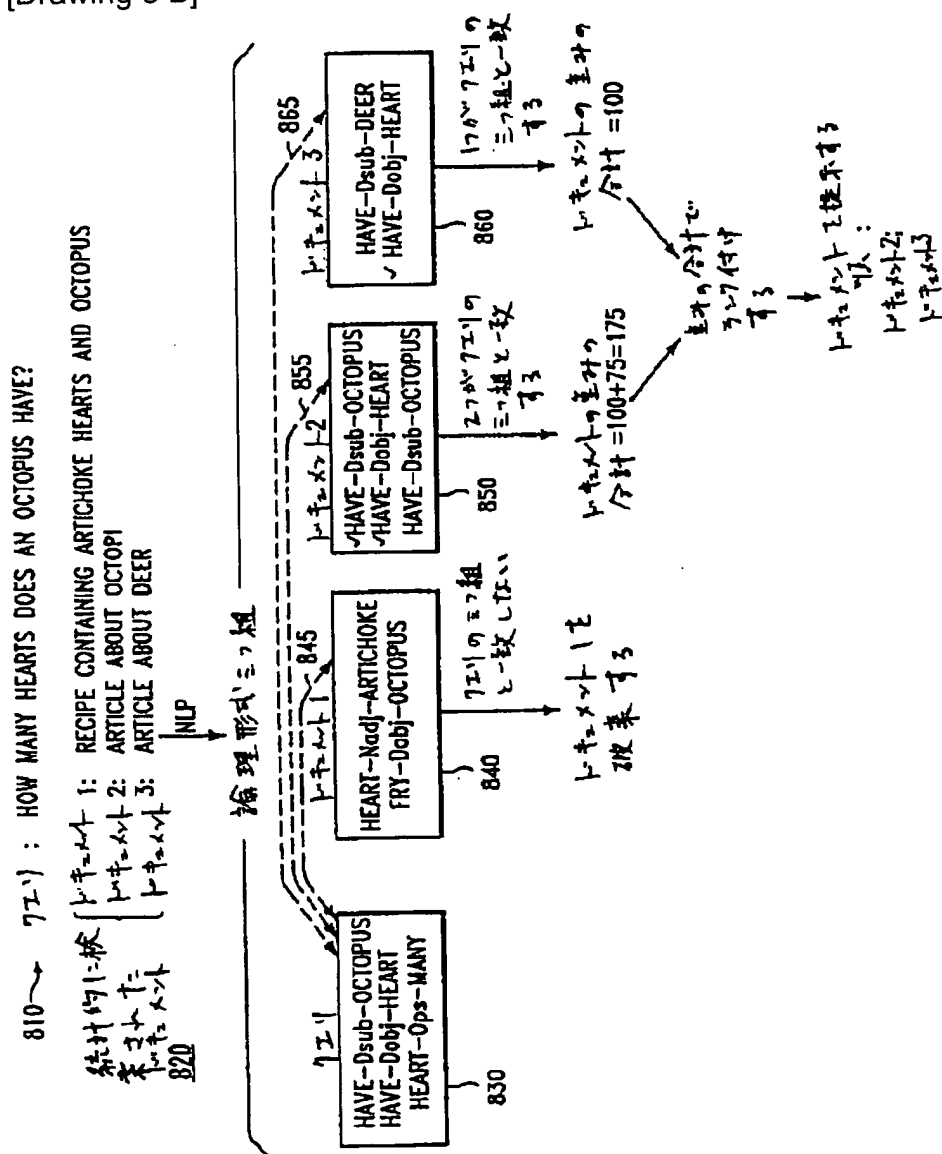 [Drawing 8 B]
810 クエリ : HOW MANY HEARTS DOES AN OCTOPUS HAVE?
統計的に検
索された
ドキュメント
820
ドキュメント 1: RECIPE CONTAINING ARTICHOKE HEARTS AND OCTOPUS
ドキュメント 2: ARTICLE ABOUT OCTOPI
ドキュメント 3: ARTICLE ABOUT DEER
NLP
論理形式三つ組
クエリ
HAVE-Dsub-OCTOPUS
HAVE-Dobj-HEART
HEART-Ops-MANY
830
ドキュメント 1
845
HEART-Nadj-ARTICHOKE
FRY-Dobj-OCTOPUS
840
クエリの三つ組
と一致しない
ドキュメント 1を
破棄する
ドキュメント2
855
✓HAVE-Dsub-OCTOPUS
✓HAVE-Dobj-HEART
HAVE-Dsub-OCTOPUS
850
2つがクエリの
三つ組と一致
する
ドキュメントの重みの
合計=100+75=175
ドキュメント 3
865
HAVE-Dsub-DEER
✓ HAVE-Dobj-HEART
860
1つがクエリの
三つ組と一致
する
ドキュメントの重みの
合計=100
重みの合計で
ランク付け
する
ドキュメントを提示する
順次:
ドキュメント2;
ドキュメント3